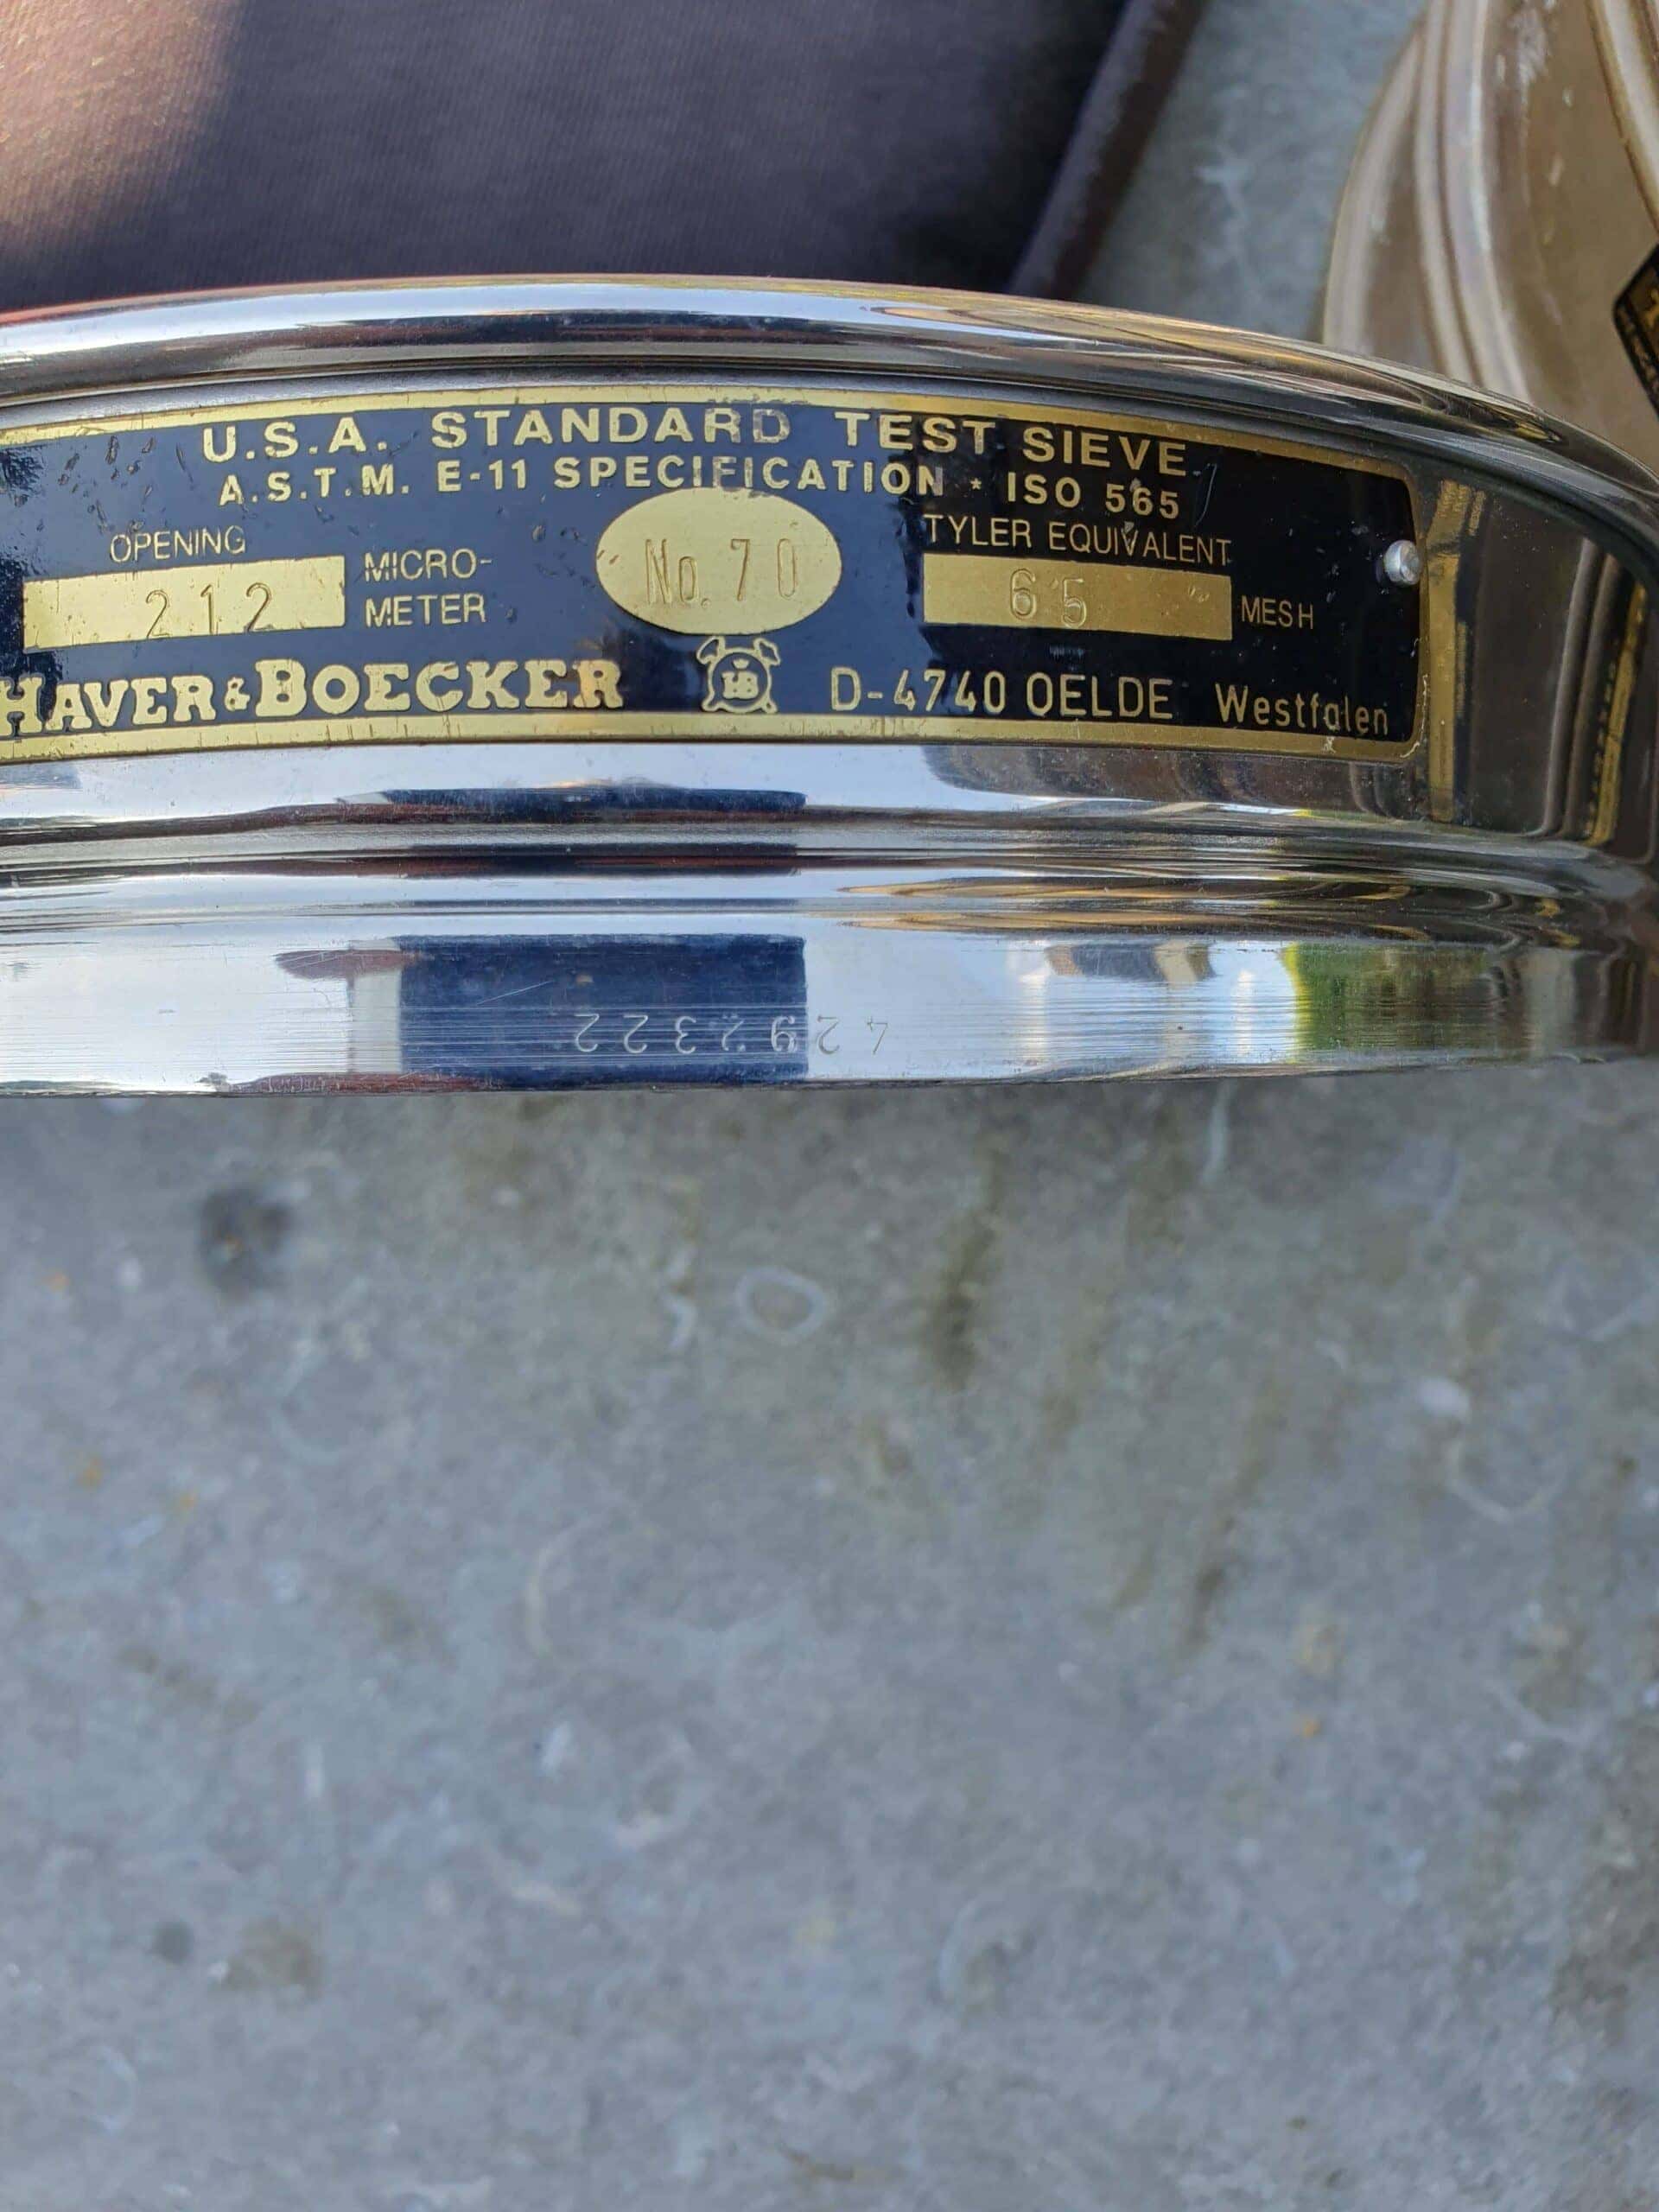 U.S.A. STANDARD TEST SIEVE
A.S.T.M. E-11 SPECIFICATION * ISO 565
OPENING
212
MICRO-
METER
No. 70
TYLER EQUIVALENT
65
MESH
HAVER & BOECKER
HB
D-4740 OELDE Westfalen
4292322